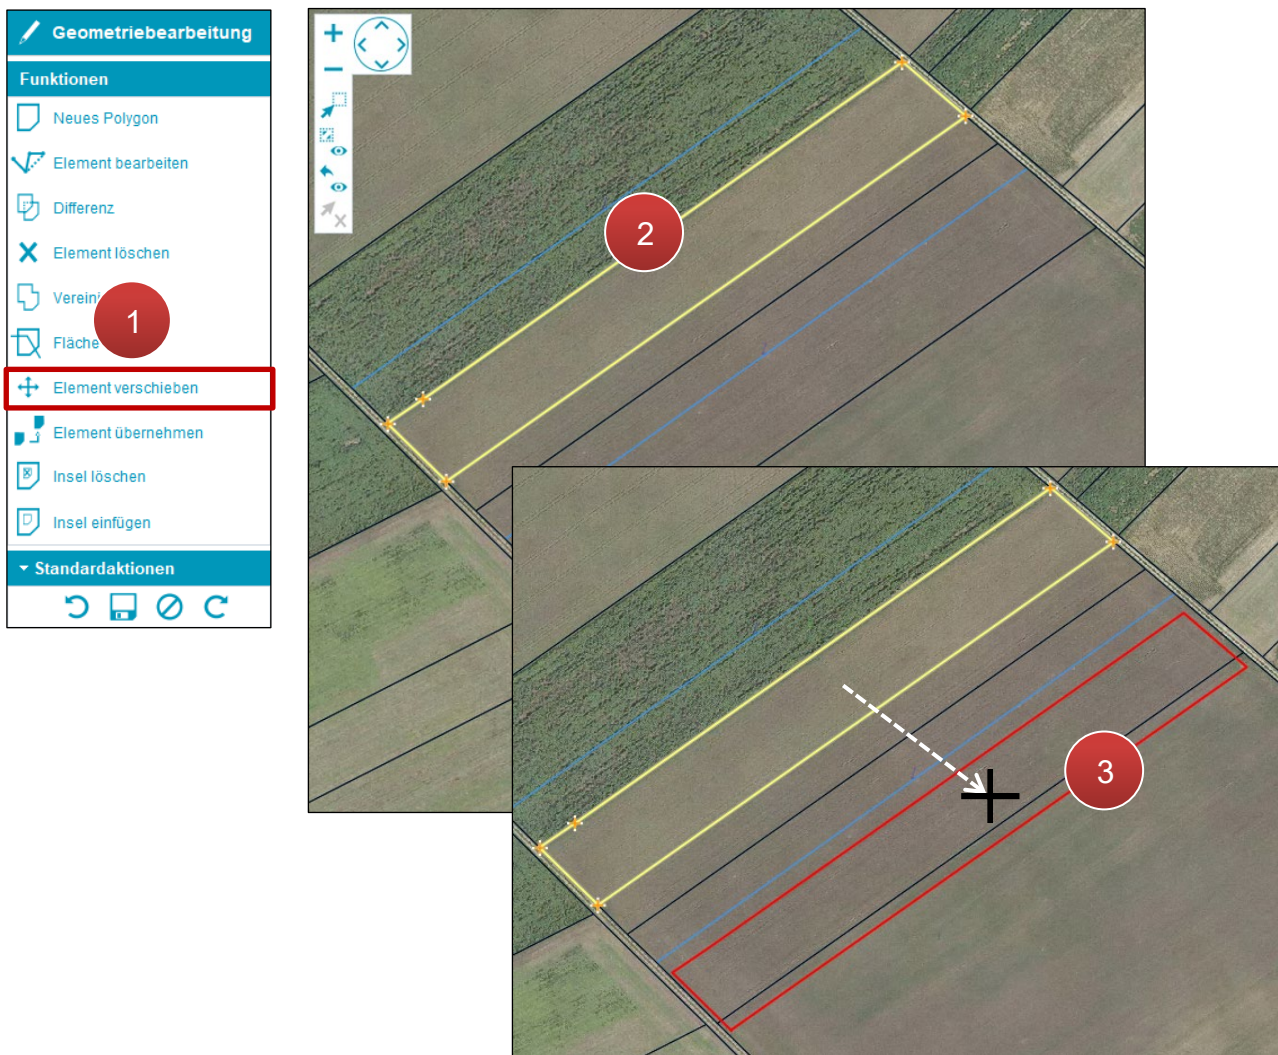 Geometriebearbeitung
Funktionen
Neues Polygon
Element bearbeiten
Differenz
Element löschen
1
Fläche
Element verschieben
Element übernehmen
Insel löschen
Insel einfügen
Standardaktionen
2
3